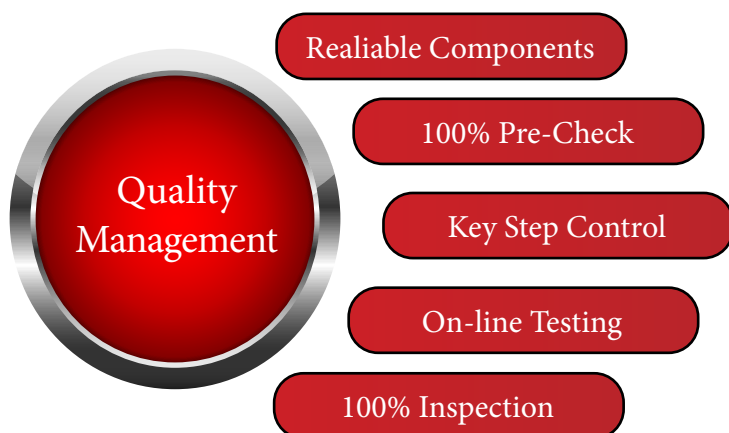 Realiable Components
100% Pre-Check
Quality
Management
Key Step Control
On-line Testing
100% Inspection